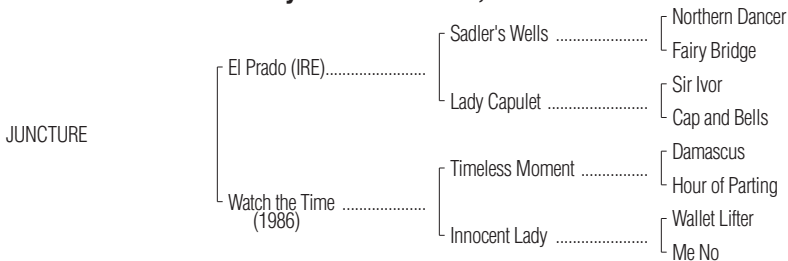 Northern Dancer
Sadler's Wells ......................
Fairy Bridge
El Prado (IRE)........................
Sir Ivor
Lady Capulet ........................
Cap and Bells
JUNCTURE
Damascus
Timeless Moment ................
Hour of Parting
Watch the Time ....................
(1986)
Wallet Lifter
Innocent Lady ......................
Me No